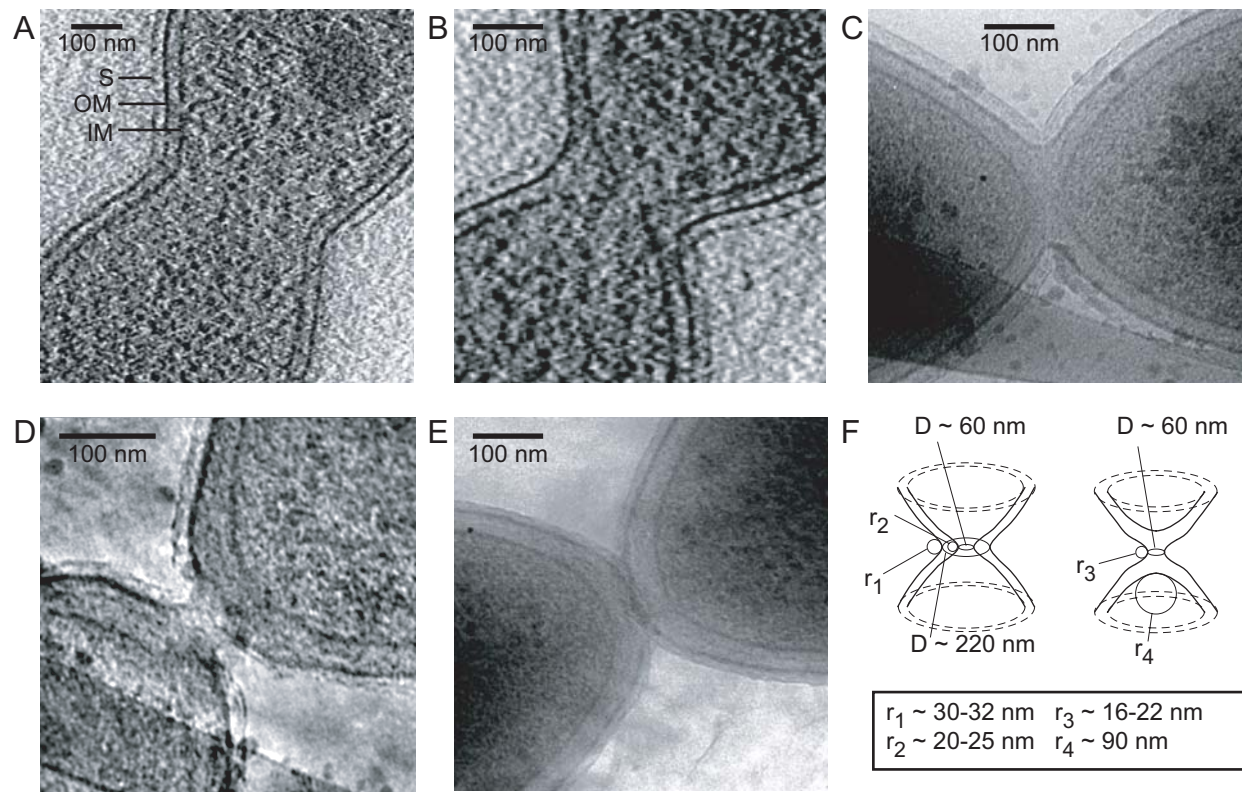 A
100 nm
S
OM
IM
B
100 nm
C
100 nm
D
100 nm
E
100 nm
F
D ~ 60 nm
D ~ 60 nm
r2
r1
r3
D ~ 220 nm
r4
r1 ~ 30-32 nm r3 ~ 16-22 nm
r2 ~ 20-25 nm r4 ~ 90 nm